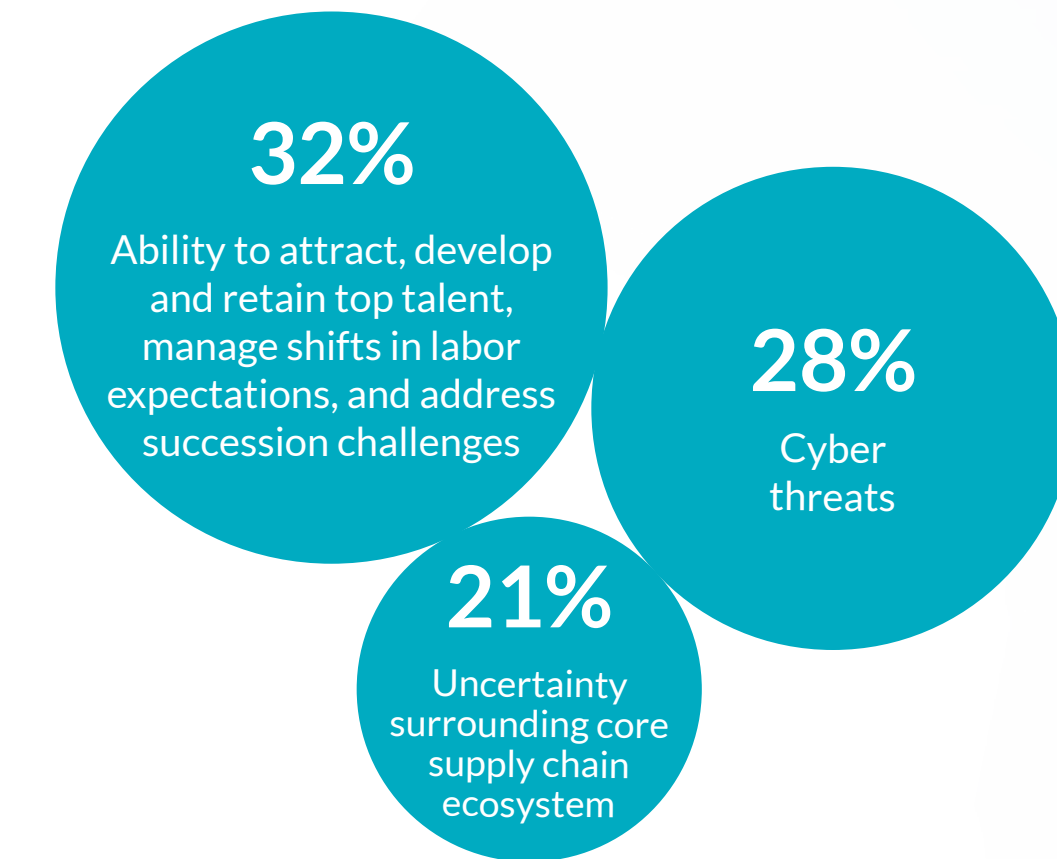 32%
Ability to attract, develop
and retain top talent,
manage shifts in labor
expectations, and address
succession challenges
28%
Cyber
threats
21%
Uncertainty
surrounding core
supply chain
ecosystem